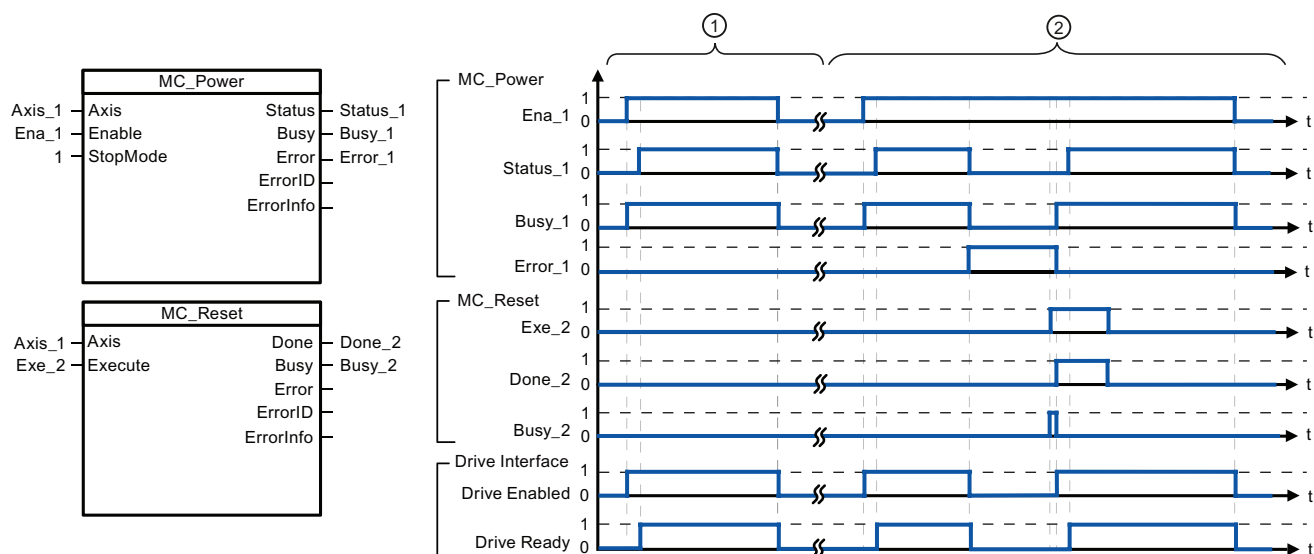 MC_Power
Axis_1 Axis Status Status_1
Ena_1 Enable Busy Busy_1
1 StopMode Error Error_1
ErrorID
ErrorInfo
MC_Reset
Axis_1 Axis Done Done_2
Exe_2 Execute Busy Busy_2
Error
ErrorID
ErrorInfo
1 2
MC_Power
1
Ena_1 0 t
1
Status_1 0 t
1
Busy_1 0 t
1
Error_1 0 t
MC_Reset
1
Exe_2 0 t
1
Done_2 0 t
1
Busy_2 0 t
Drive Interface
1
Drive Enabled 0 t
1
Drive Ready 0 t